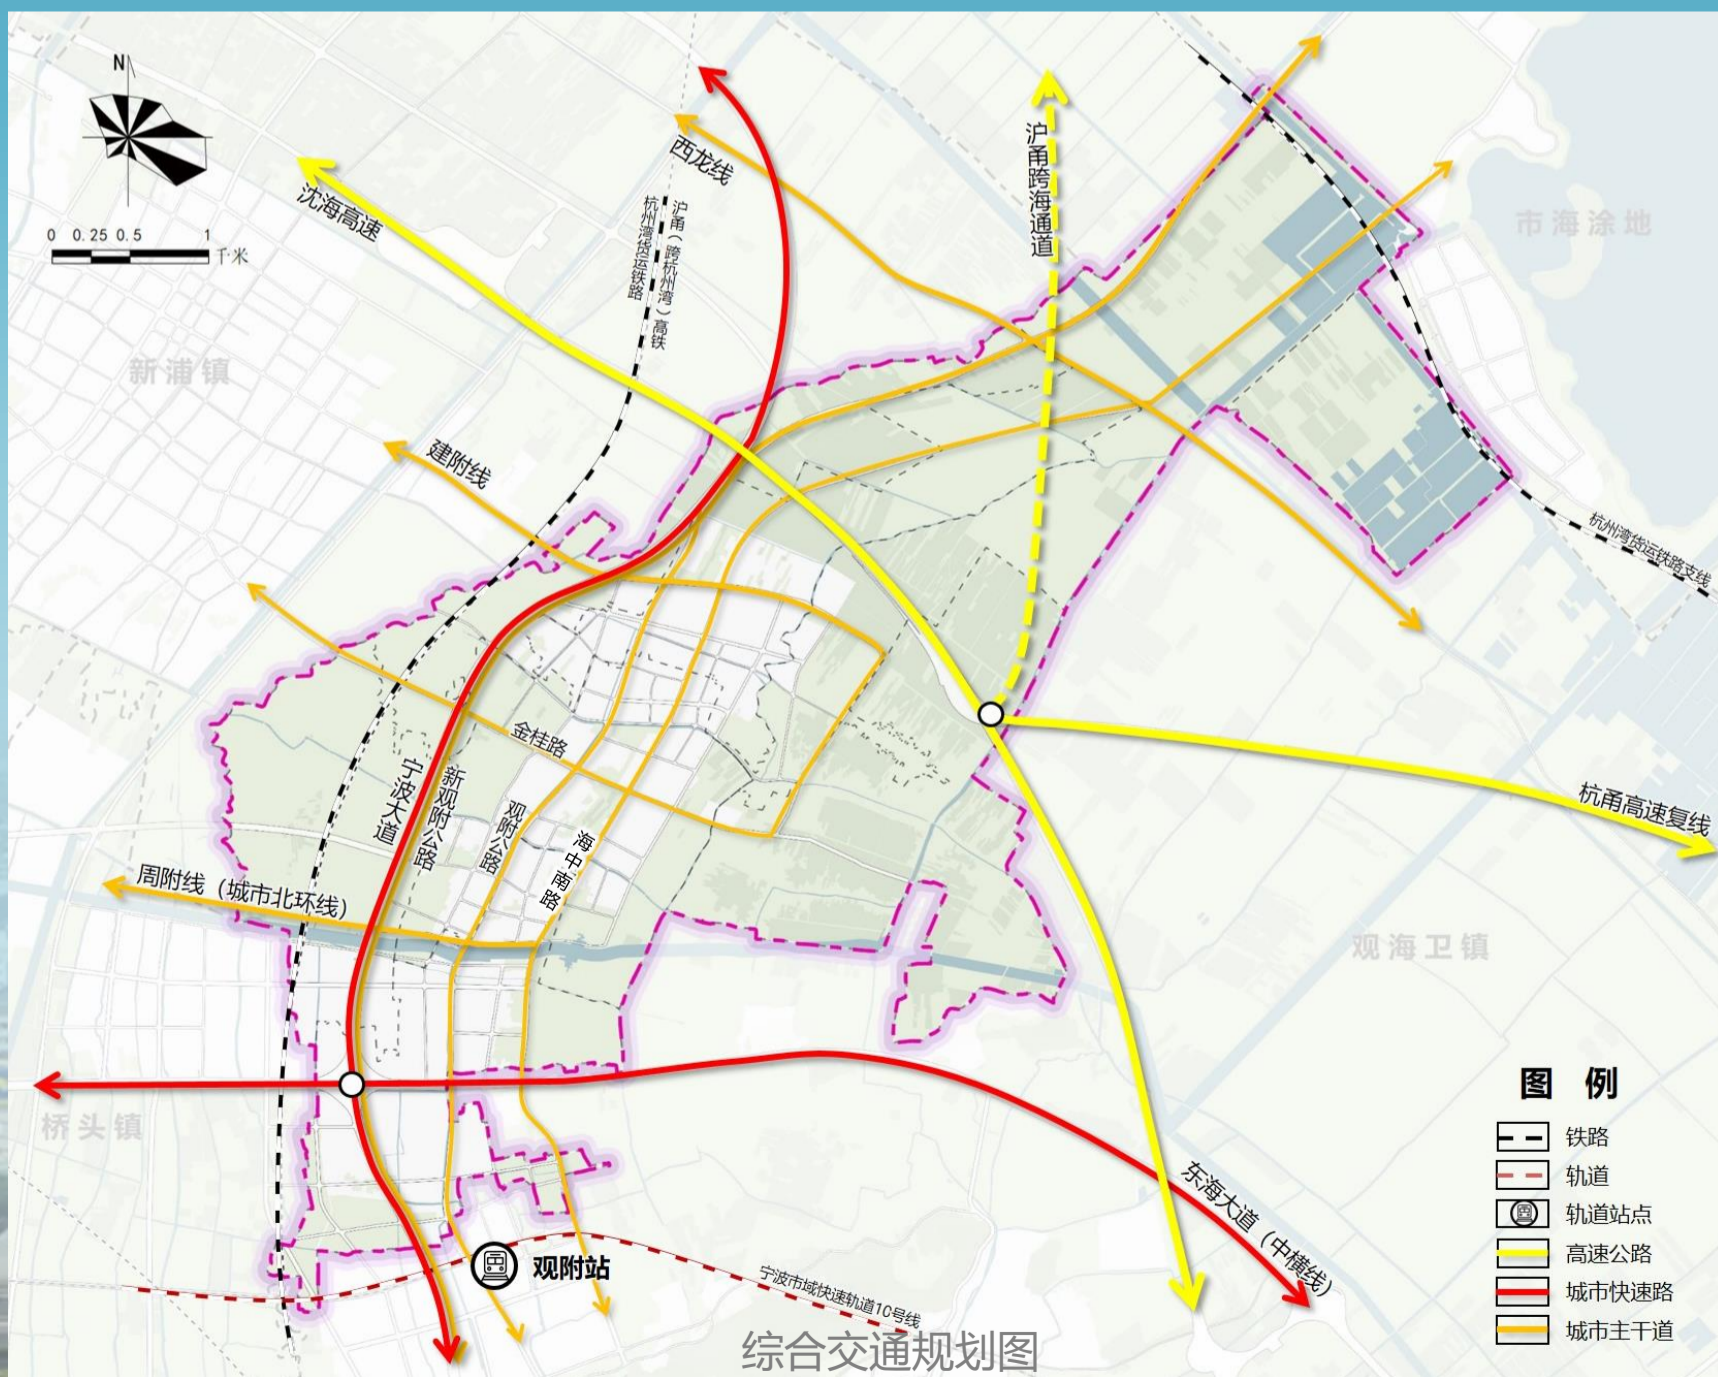 N
0 0.25 0.5 1
千米
沈海高速
西龙线
杭州湾货运铁路
沪甬（跨杭州湾）高铁
沪甬跨海通道
市海涂地
新浦镇
建附线
杭州湾货运铁路支线
金桂路
宁波大道
新观附公路
观附公路
海中南路
杭甬高速复线
周附线（城市北环线）
观海卫镇
桥头镇
东海大道（中横线）
观附站
宁波市域快速轨道10号线
综合交通规划图
图 例
铁路
轨道
轨道站点
高速公路
城市快速路
城市主干道